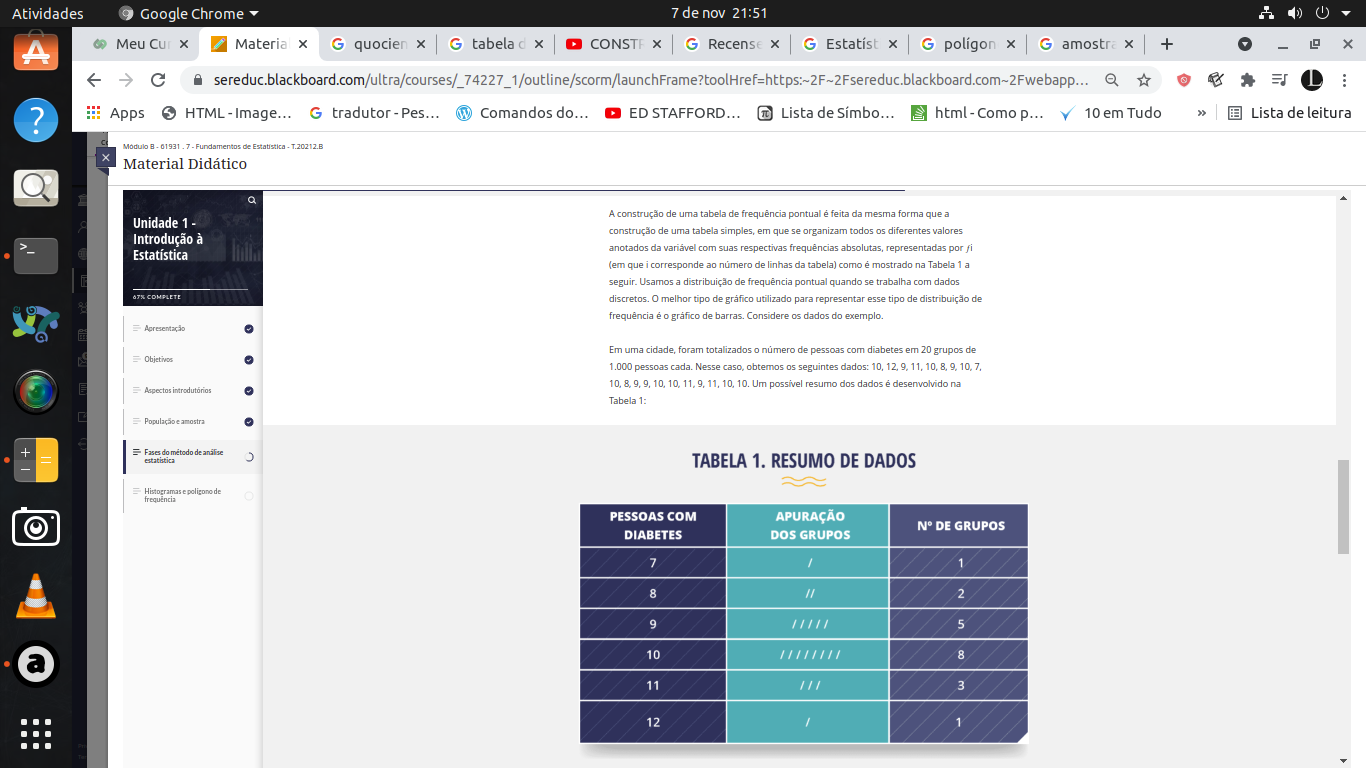 Atividades
Google Chrome
7 de nov 21:51
Meu Cur
Material
quocien
tabela d
CONSTR
Recense
Estatíst
polígon
amostra
sereduc.blackboard.com/ultra/courses/_74227_1/outline/scorm/launchFrame?toolHref=https:~2F~2Fsereduc.blackboard.com~2Fwebapp...
Apps
HTML - Image...
tradutor - Pes...
Comandos do...
ED STAFFORD...
Lista de Símbo...
html - Como p...
10 em Tudo
»
Lista de leitura
Módulo B - 61931 . 7 - Fundamentos de Estatística - T.20212.B
Material Didático
Unidade 1 -
Introdução à
Estatística
67% COMPLETE
Apresentação
Objetivos
Aspectos introdutórios
População e amostra
Fases do método de análise
estatística
Histogramas e polígono de
frequência
A construção de uma tabela de frequência pontual é feita da mesma forma que a
construção de uma tabela simples, em que se organizam todos os diferentes valores
anotados da variável com suas respectivas frequências absolutas, representadas por ƒi
(em que i corresponde ao número de linhas da tabela) como é mostrado na Tabela 1 a
seguir. Usamos a distribuição de frequência pontual quando se trabalha com dados
discretos. O melhor tipo de gráfico utilizado para representar esse tipo de distribuição de
frequência é o gráfico de barras. Considere os dados do exemplo.
Em uma cidade, foram totalizados o número de pessoas com diabetes em 20 grupos de
1.000 pessoas cada. Nesse caso, obtemos os seguintes dados: 10, 12, 9, 11, 10, 8, 9, 10, 7,
10, 8, 9, 9, 10, 10, 11, 9, 11, 10, 10. Um possível resumo dos dados é desenvolvido na
Tabela 1:
TABELA 1. RESUMO DE DADOS
PESSOAS COM DIABETES APURAÇÃO DOS GRUPOS Nº DE GRUPOS
7 / 1
8 // 2
9 / / / / / 5
10 / / / / / / / / 8
11 / / / 3
12 / 1